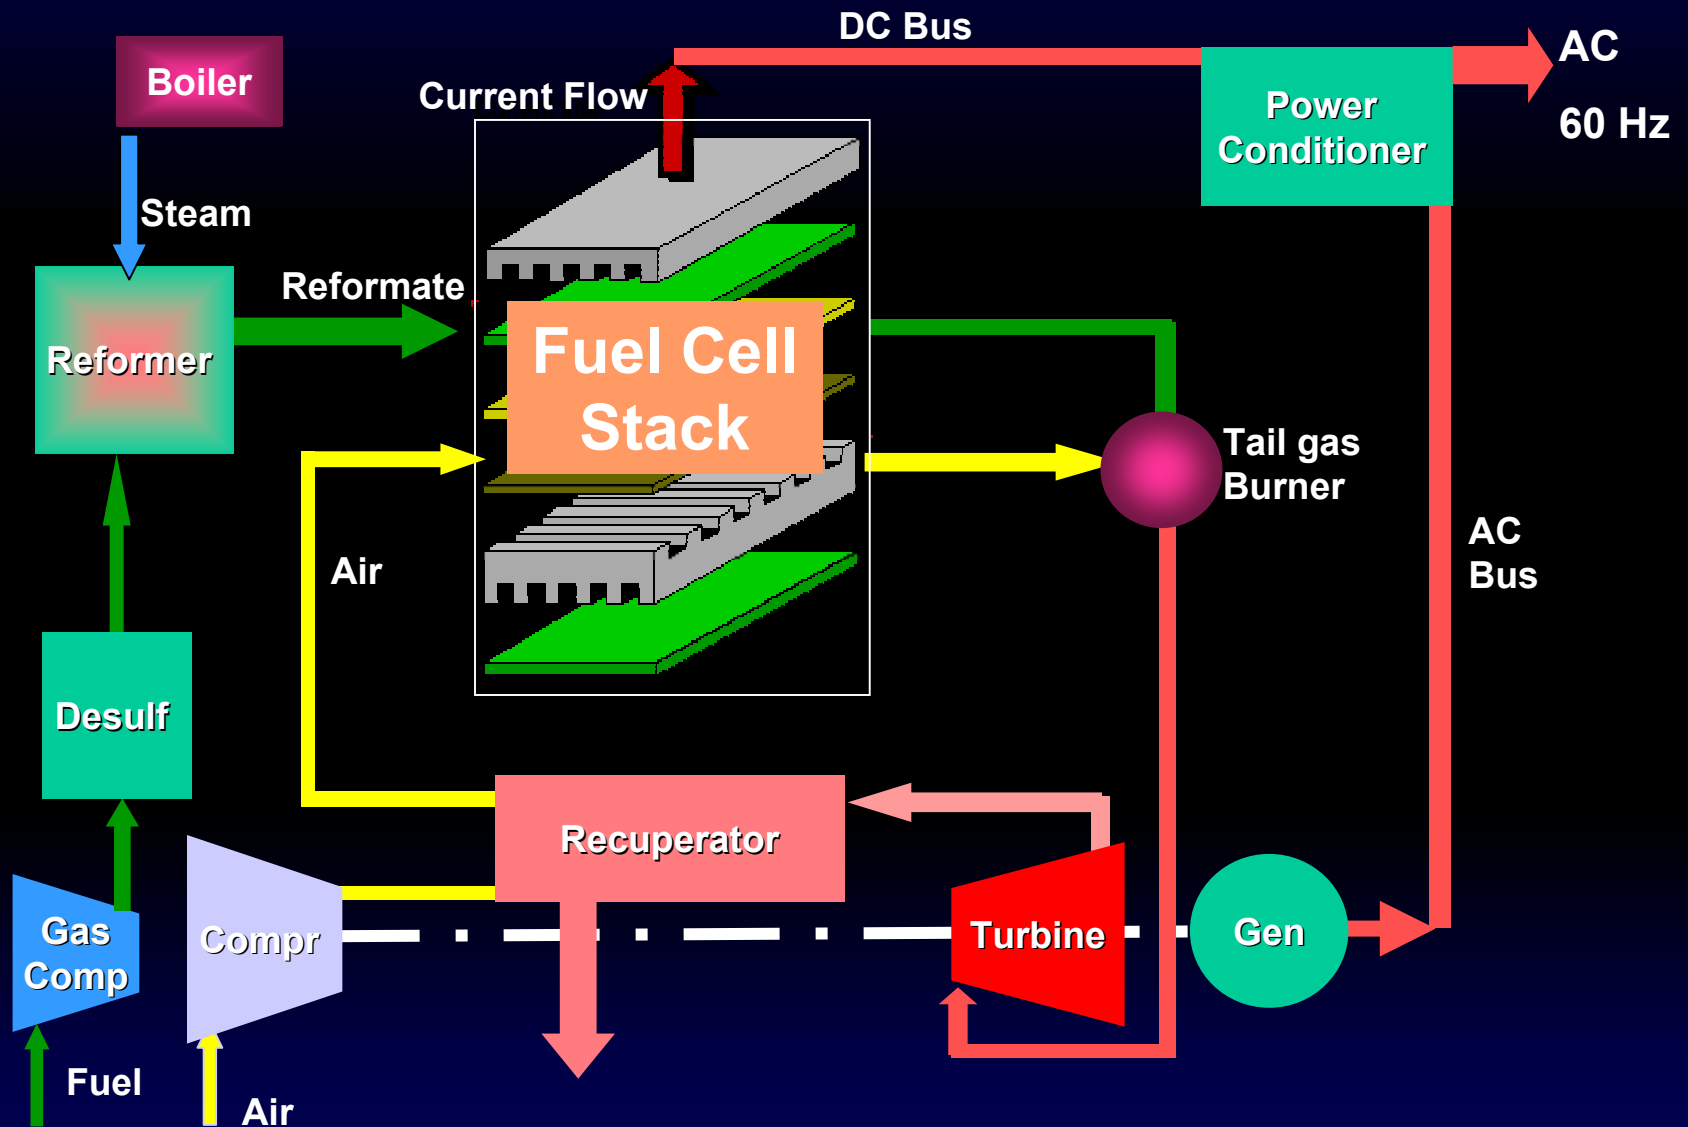 DC Bus
AC
60 Hz
Boiler
Current Flow
Power
Conditioner
Steam
Reformate
Reformer
Fuel Cell
Stack
Tail gas
Burner
Air
AC
Bus
Desulf
Recuperator
Gas
Comp
Compr
Turbine
Gen
Fuel
Air